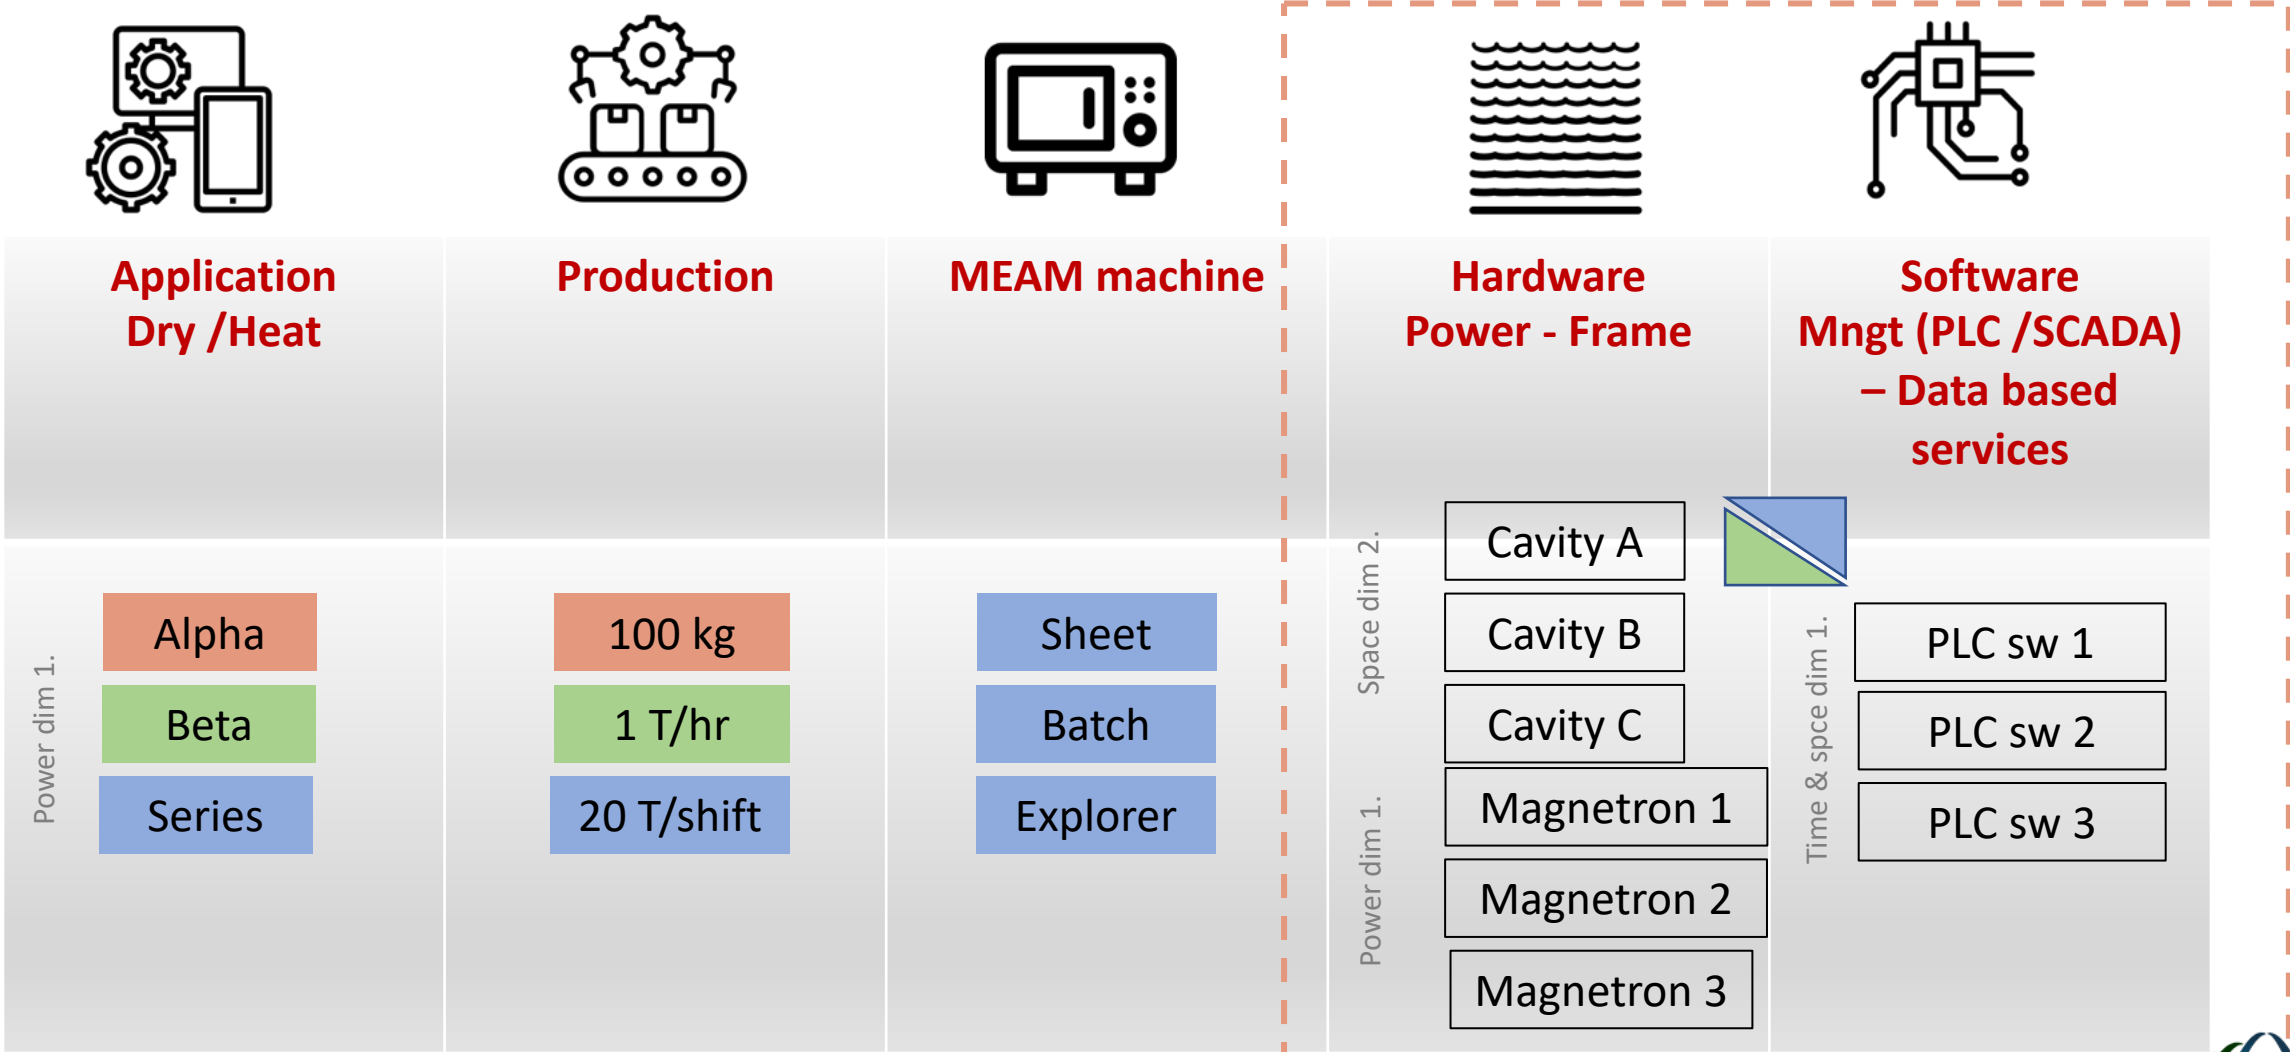 Application
Dry /Heat
Production
MEAM machine
Hardware
Power - Frame
Software
Mngt (PLC /SCADA)
– Data based
services
Power dim 1.
Alpha
Beta
Series
100 kg
1 T/hr
20 T/shift
Sheet
Batch
Explorer
Space dim 2.
Cavity A
Cavity B
Cavity C
Power dim 1.
Magnetron 1
Magnetron 2
Magnetron 3
Time & spce dim 1.
PLC sw 1
PLC sw 2
PLC sw 3